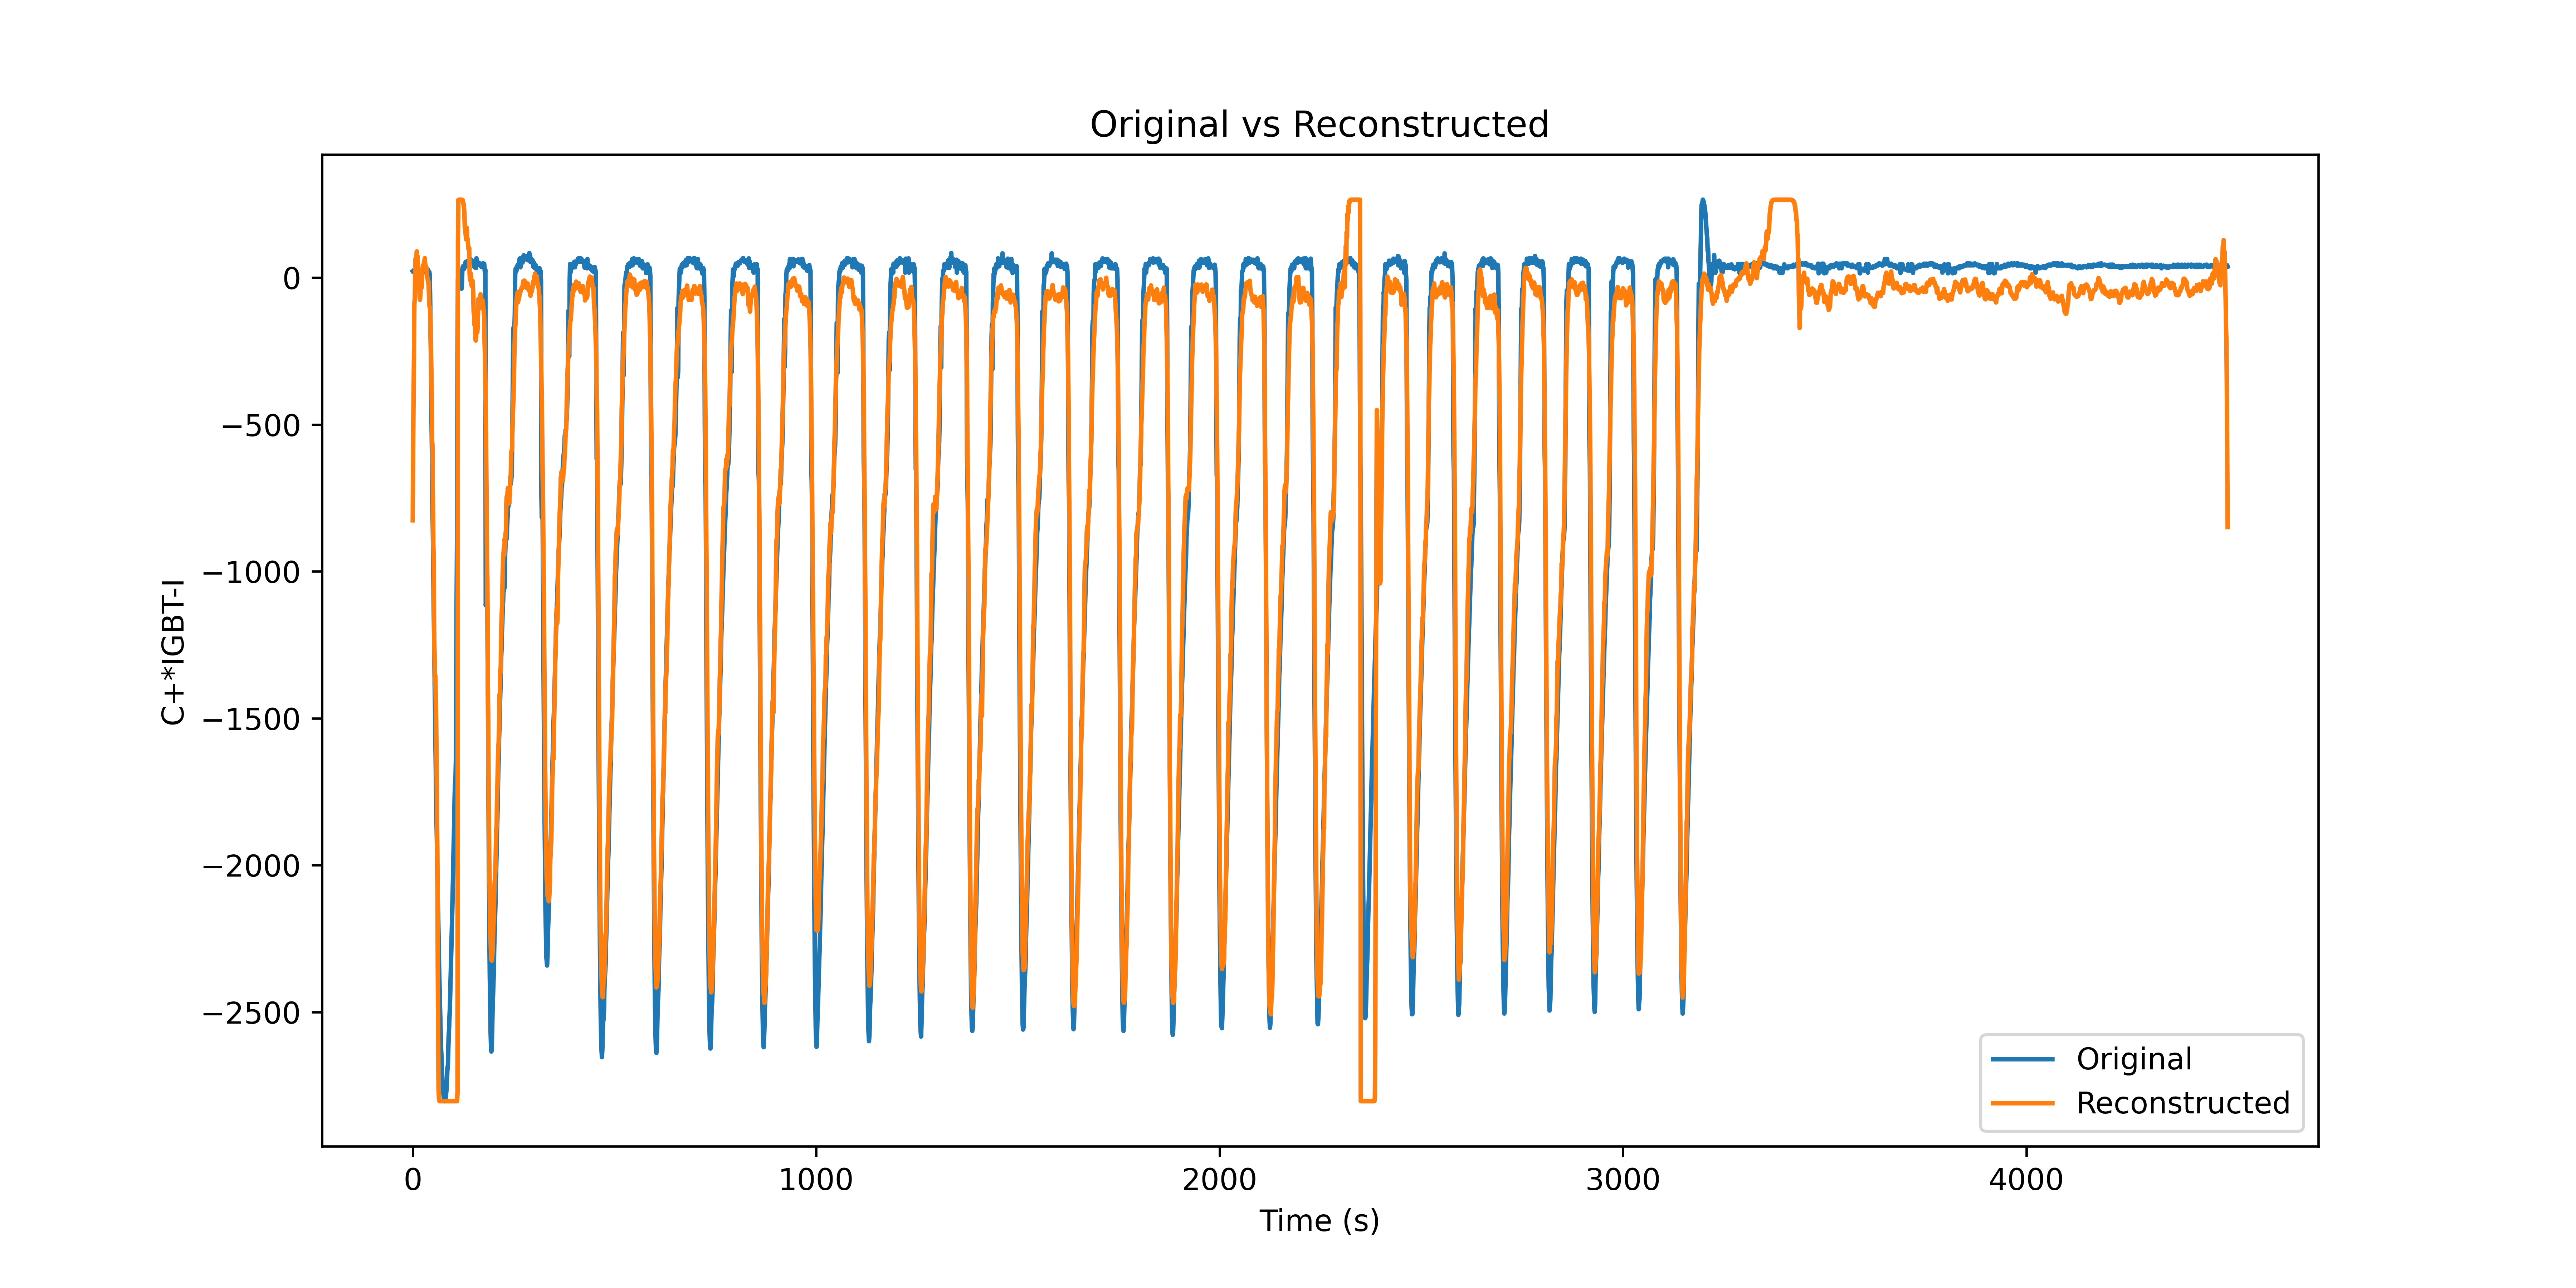 Original vs Reconstructed
C+*IGBT-I
0
−500
−1000
−1500
−2000
−2500
0 1000 2000 3000 4000
Time (s)
Original
Reconstructed